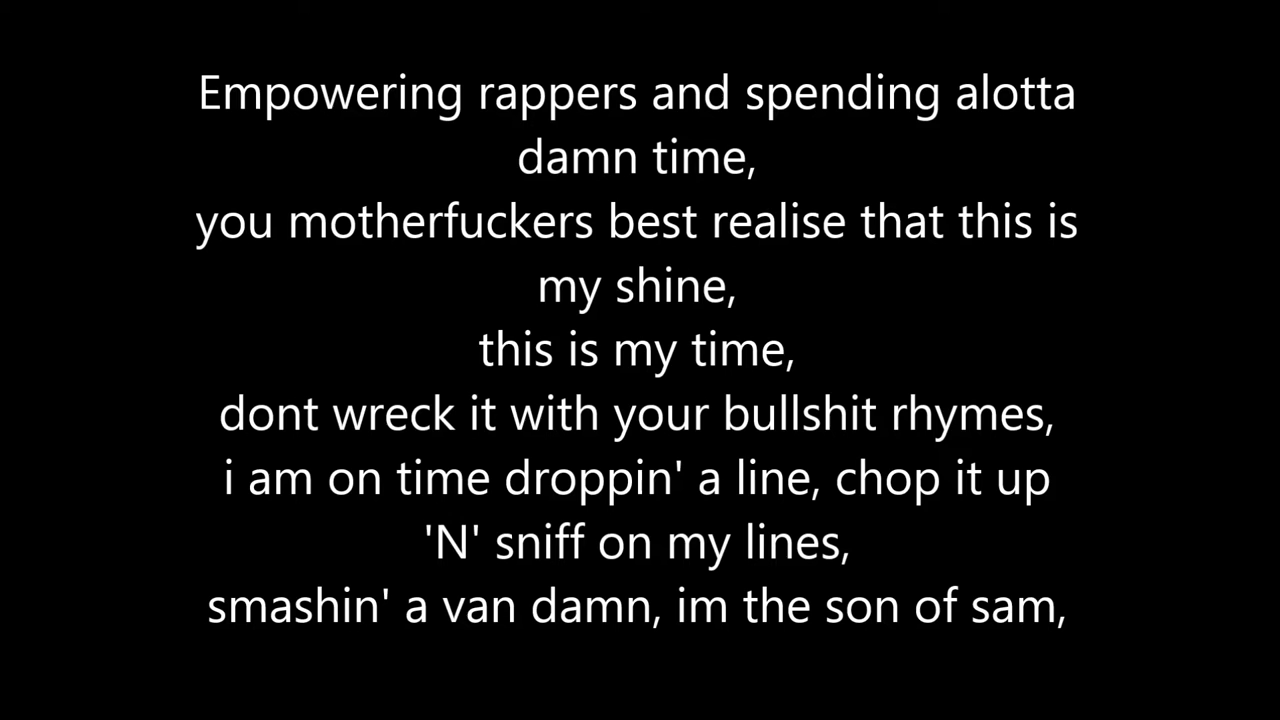 Empowering rappers and spending alotta
damn time,
you motherfuckers best realise that this is
my shine,
this is my time,
dont wreck it with your bullshit rhymes,
i am on time droppin' a line, chop it up
'N' sniff on my lines,
smashin' a van damn, im the son of sam,